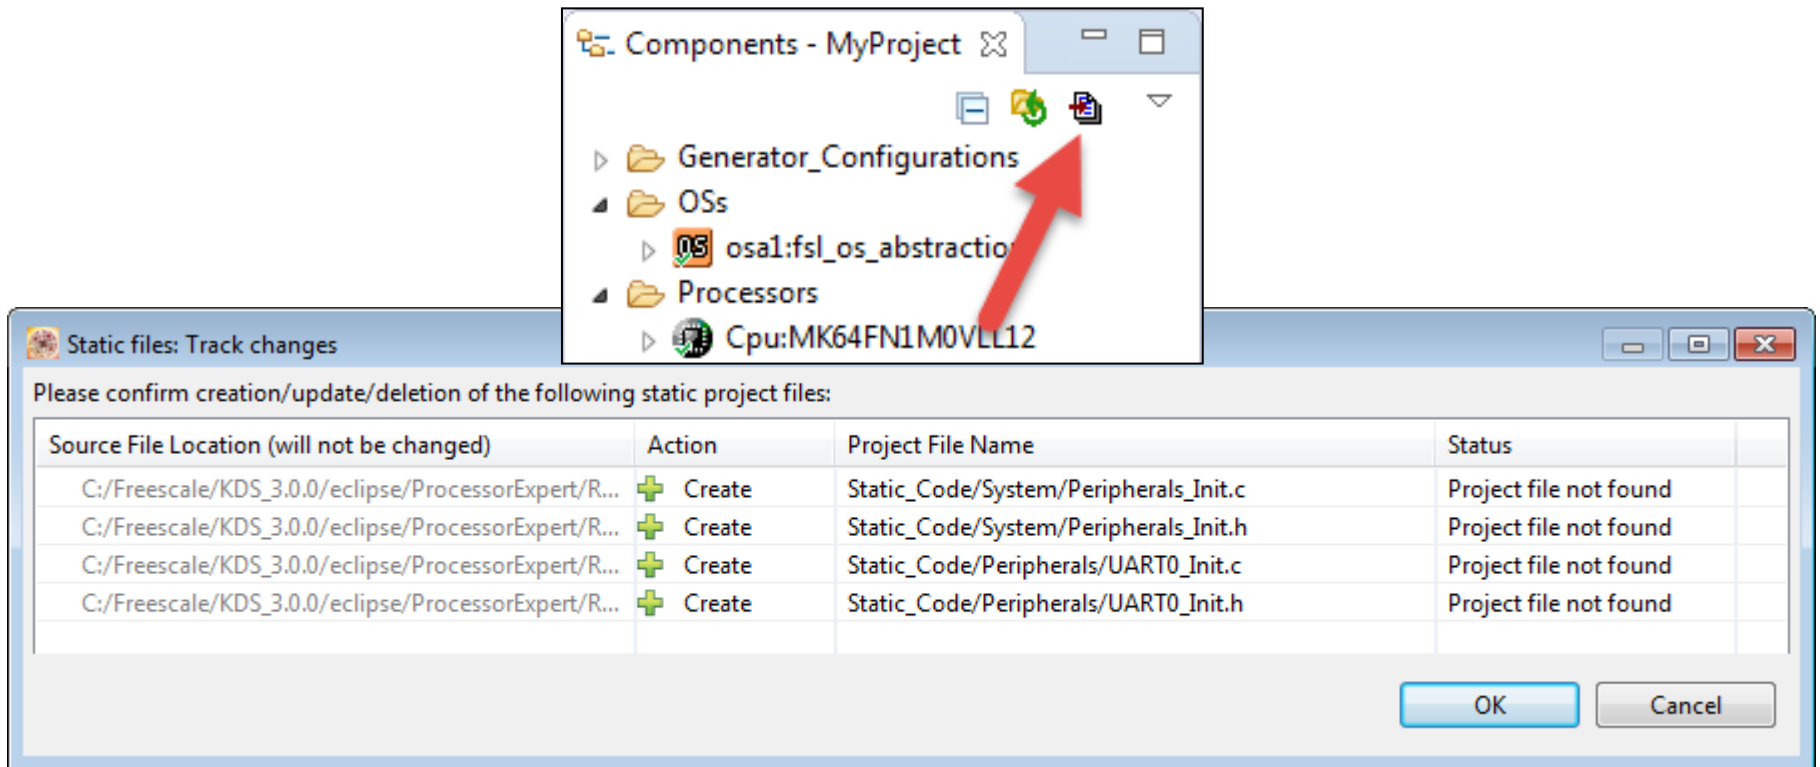 Components - MyProject
Generator_Configurations
OSs
OS osa1:fsl_os_abstractio
Processors
Cpu:MK64FN1M0VLL12
Static files: Track changes
Please confirm creation/update/deletion of the following static project files:
Source File Location (will not be changed) Action Project File Name Status
C:/Freescale/KDS_3.0.0/eclipse/ProcessorExpert/R... Create Static_Code/System/Peripherals_Init.c Project file not found
C:/Freescale/KDS_3.0.0/eclipse/ProcessorExpert/R... Create Static_Code/System/Peripherals_Init.h Project file not found
C:/Freescale/KDS_3.0.0/eclipse/ProcessorExpert/R... Create Static_Code/Peripherals/UART0_Init.c Project file not found
C:/Freescale/KDS_3.0.0/eclipse/ProcessorExpert/R... Create Static_Code/Peripherals/UART0_Init.h Project file not found
OK Cancel